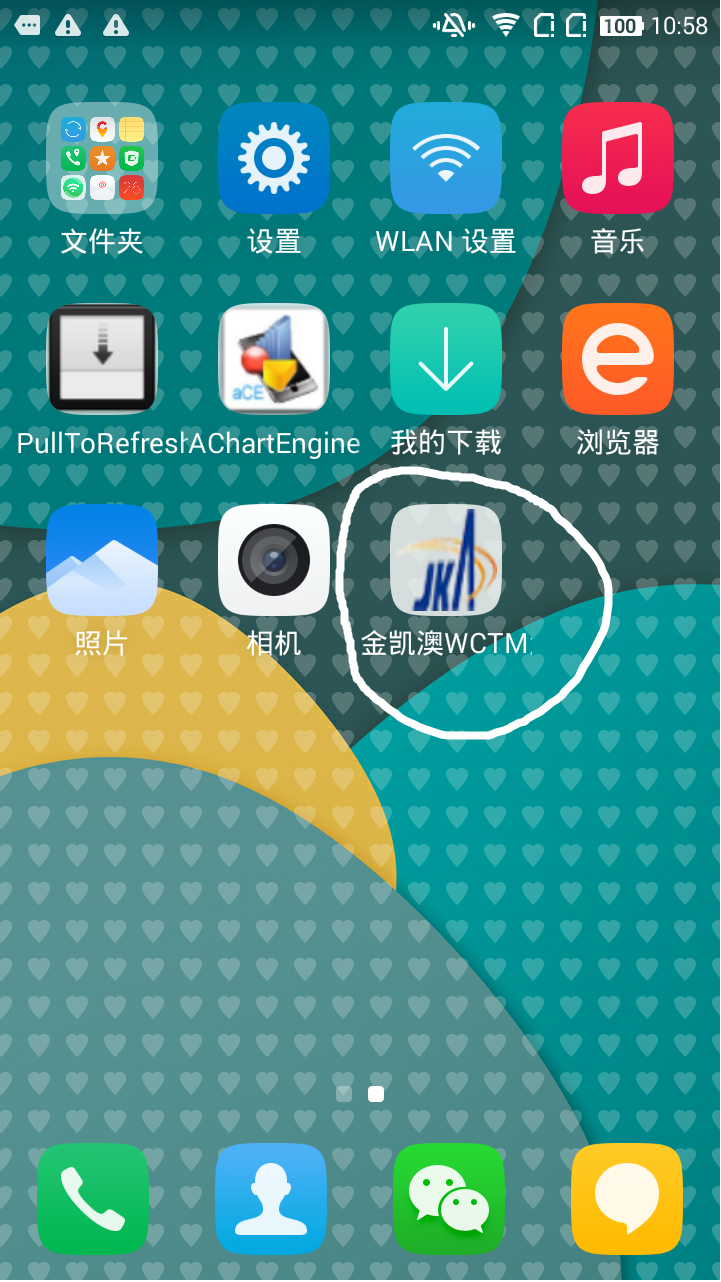 100 10:58
文件夹
设置
WLAN 设置
音乐
PullToRefresh
AChartEngine
我的下载
浏览器
aCE
照片
相机
JKA
金凯澳WCTM